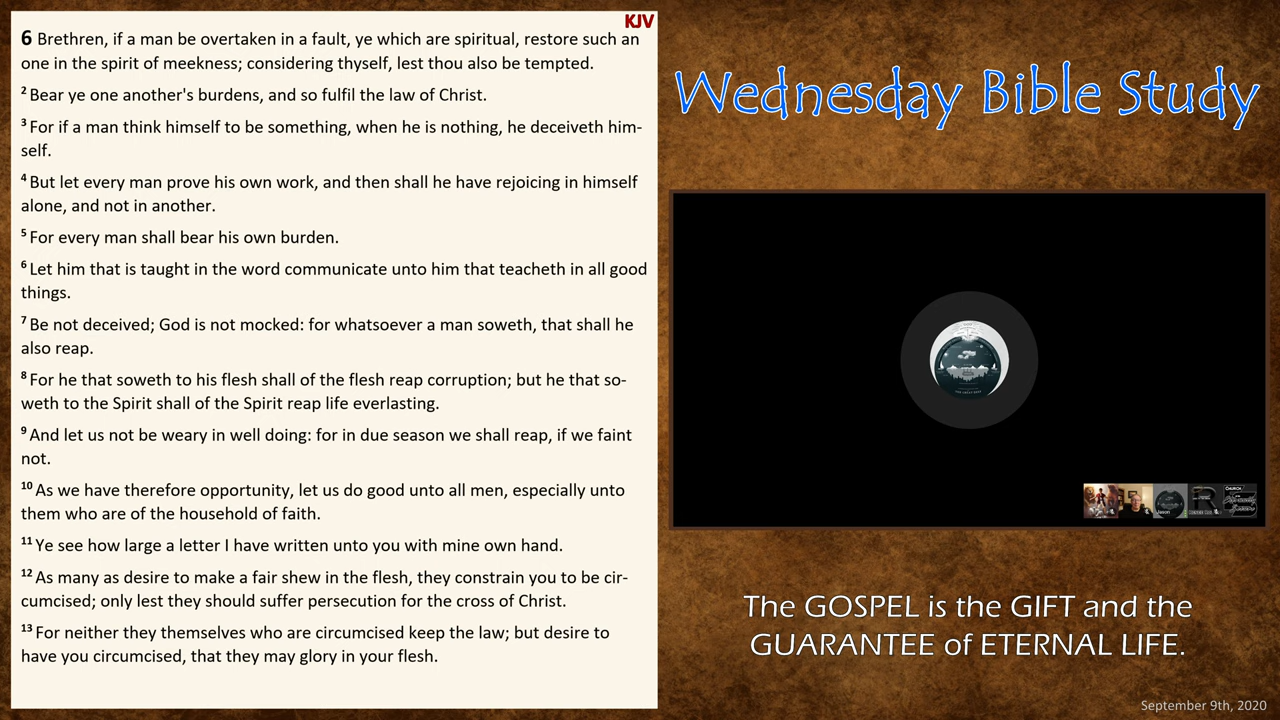 KJV
6 Brethren, if a man be overtaken in a fault, ye which are spiritual, restore such an
one in the spirit of meekness; considering thyself, lest thou also be tempted.
2 Bear ye one another's burdens, and so fulfil the law of Christ.
3 For if a man think himself to be something, when he is nothing, he deceiveth him-
self.
4 But let every man prove his own work, and then shall he have rejoicing in himself
alone, and not in another.
5 For every man shall bear his own burden.
6 Let him that is taught in the word communicate unto him that teacheth in all good
things.
7 Be not deceived; God is not mocked: for whatsoever a man soweth, that shall he
also reap.
8 For he that soweth to his flesh shall of the flesh reap corruption; but he that so-
weth to the Spirit shall of the Spirit reap life everlasting.
9 And let us not be weary in well doing: for in due season we shall reap, if we faint
not.
10 As we have therefore opportunity, let us do good unto all men, especially unto
them who are of the household of faith.
11 Ye see how large a letter I have written unto you with mine own hand.
12 As many as desire to make a fair shew in the flesh, they constrain you to be cir-
cumcised; only lest they should suffer persecution for the cross of Christ.
13 For neither they themselves who are circumcised keep the law; but desire to
have you circumcised, that they may glory in your flesh.
Wednesday Bible Study
Jason
CHURCH
The GOSPEL is the GIFT and the
GUARANTEE of ETERNAL LIFE.
September 9th, 2020